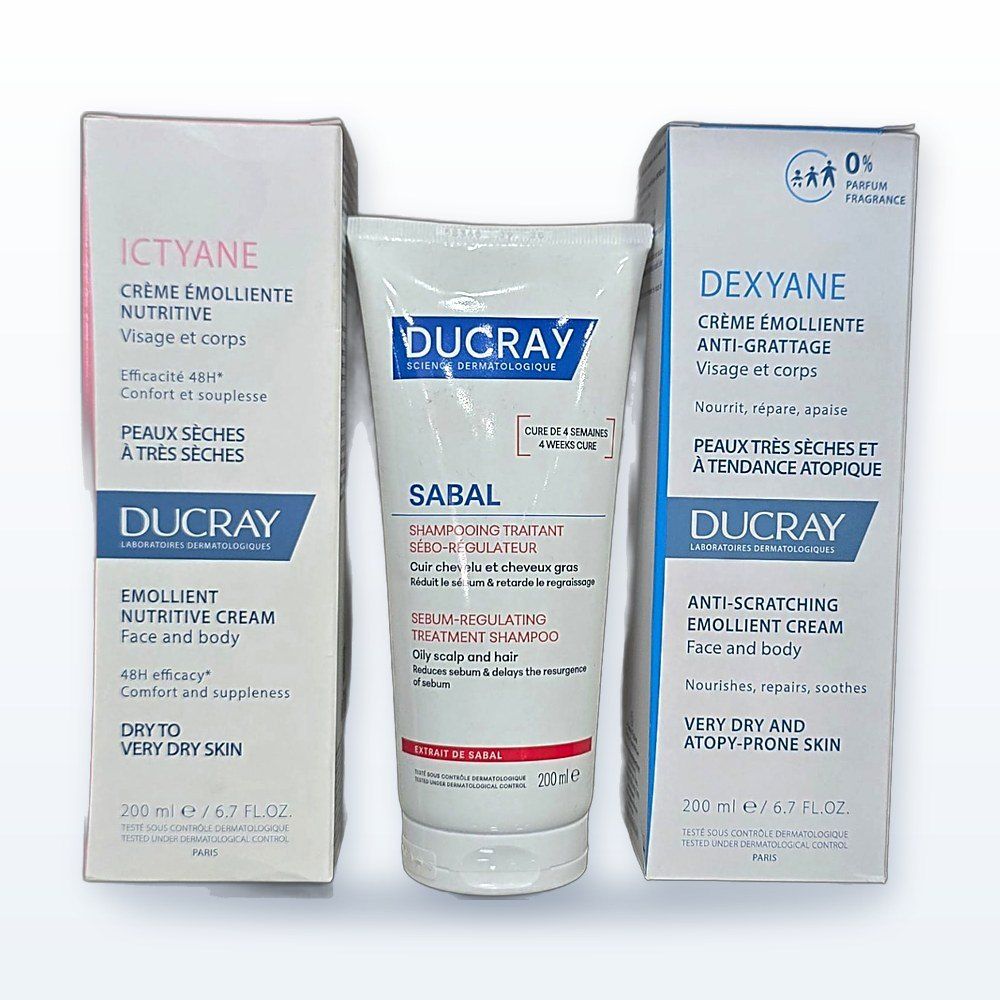 ICTYANE
CRÈME ÉMOLLIENTE
NUTRITIVE
Visage et corps
Efficacité 48H*
Confort et souplesse
PEAUX SÈCHES
À TRÈS SÈCHES
DUCRAY
LABORATOIRES DERMATOLOGIQUES
EMOLLIENT
NUTRITIVE CREAM
Face and body
48H efficacy*
Comfort and suppleness
DRY TO
VERY DRY SKIN
200 ml e / 6.7 FL.OZ.
TESTÉ SOUS CONTRÔLE DERMATOLOGIQUE
TESTED UNDER DERMATOLOGICAL CONTROL
PARIS
DUCRAY
SCIENCE DERMATOLOGIQUE
CURE DE 4 SEMAINES
4 WEEKS CURE
SABAL
SHAMPOOING TRAITANT
SÉBO-RÉGULATEUR
Cuir chevelu et cheveux gras
Réduit le sébum & retarde le regraissage
SEBUM-REGULATING
TREATMENT SHAMPOO
Oily scalp and hair
Reduces sebum & delays the resurgence
of sebum
EXTRAIT DE SABAL
TESTÉ SOUS CONTRÔLE DERMATOLOGIQUE
TESTED UNDER DERMATOLOGICAL CONTROL
200 ml e
0%
PARFUM
FRAGRANCE
DEXYANE
CRÈME ÉMOLLIENTE
ANTI-GRATTAGE
Visage et corps
Nourrit, répare, apaise
PEAUX TRÈS SÈCHES ET
À TENDANCE ATOPIQUE
DUCRAY
LABORATOIRES DERMATOLOGIQUES
ANTI-SCRATCHING
EMOLLIENT CREAM
Face and body
Nourishes, repairs, soothes
VERY DRY AND
ATOPY-PRONE SKIN
200 ml e / 6.7 FL.OZ.
TESTÉ SOUS CONTRÔLE DERMATOLOGIQUE
TESTED UNDER DERMATOLOGICAL CONTROL
PARIS